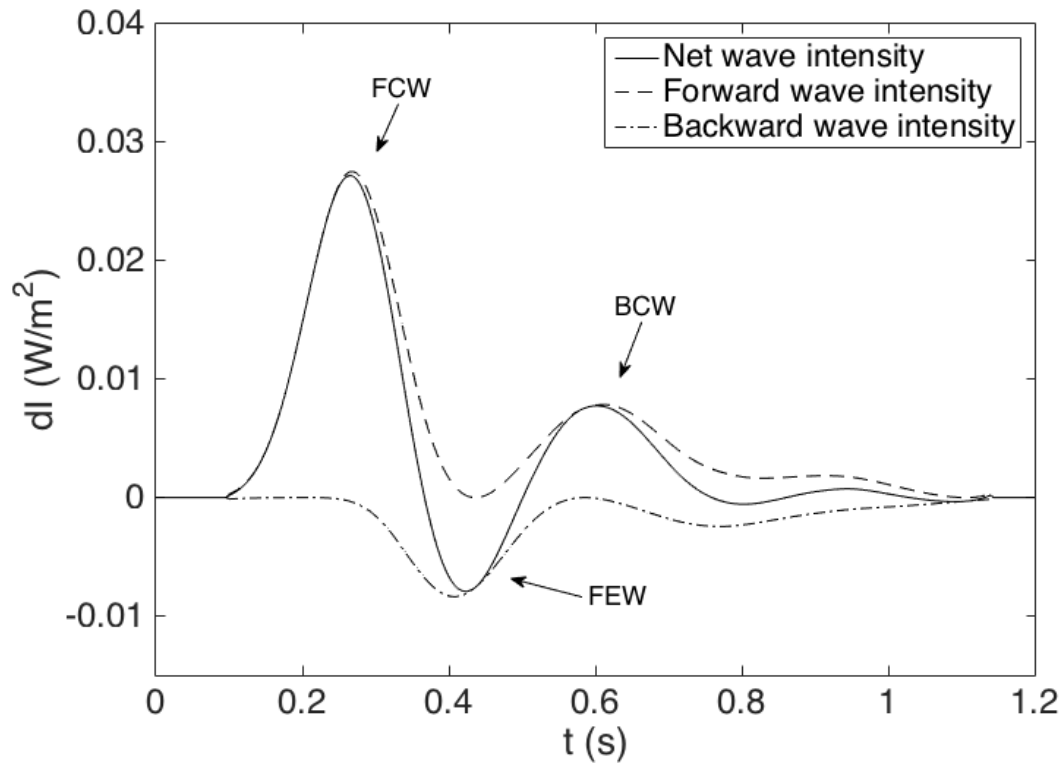 0.04
0.03
0.02
0.01
0
-0.01
dI (W/m²)
Net wave intensity
Forward wave intensity
Backward wave intensity
FCW
BCW
FEW
0 0.2 0.4 0.6 0.8 1 1.2
t (s)